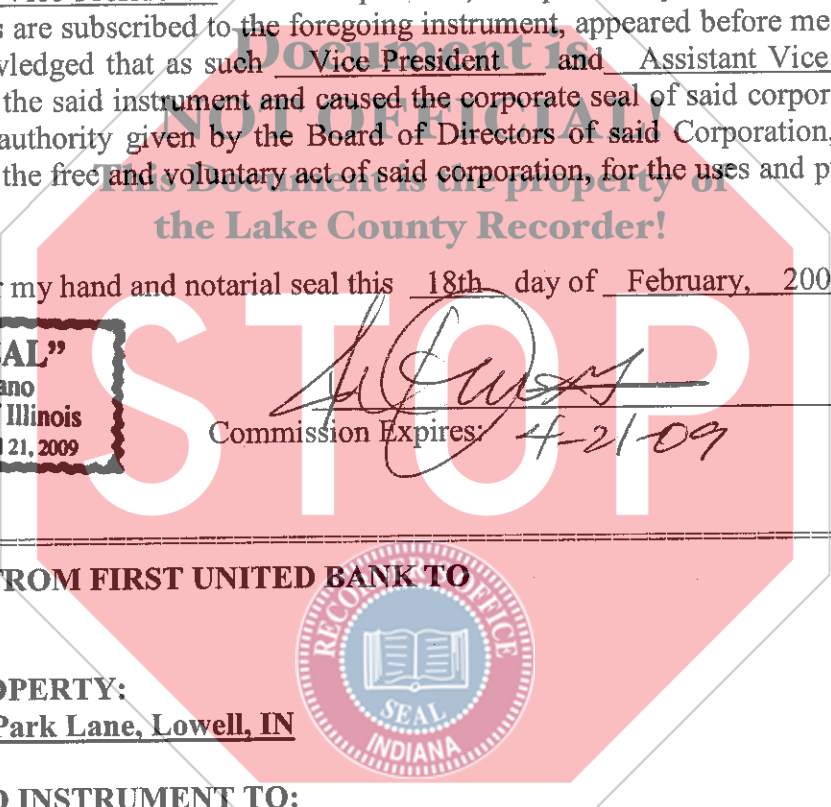 s are subscribed to the foregoing instrument, appeared before me
Document is
vledged that as such Vice President and Assistant Vice
the said instrument and caused the corporate seal of said corpor
NOT OFFICIAL
authority given by the Board of Directors of said Corporation,
the free and voluntary act of said corporation, for the uses and p
This Document is the property of
the Lake County Recorder!
my hand and notarial seal this 18th day of February, 200
STOP
AL”
ano
Illinois
21, 2009
Commission Expires: 4-21-09
FROM FIRST UNITED BANK TO
RECORDER'S OFFICE
SEAL
INDIANA
OPERTY:
Park Lane, Lowell, IN
INSTRUMENT TO: